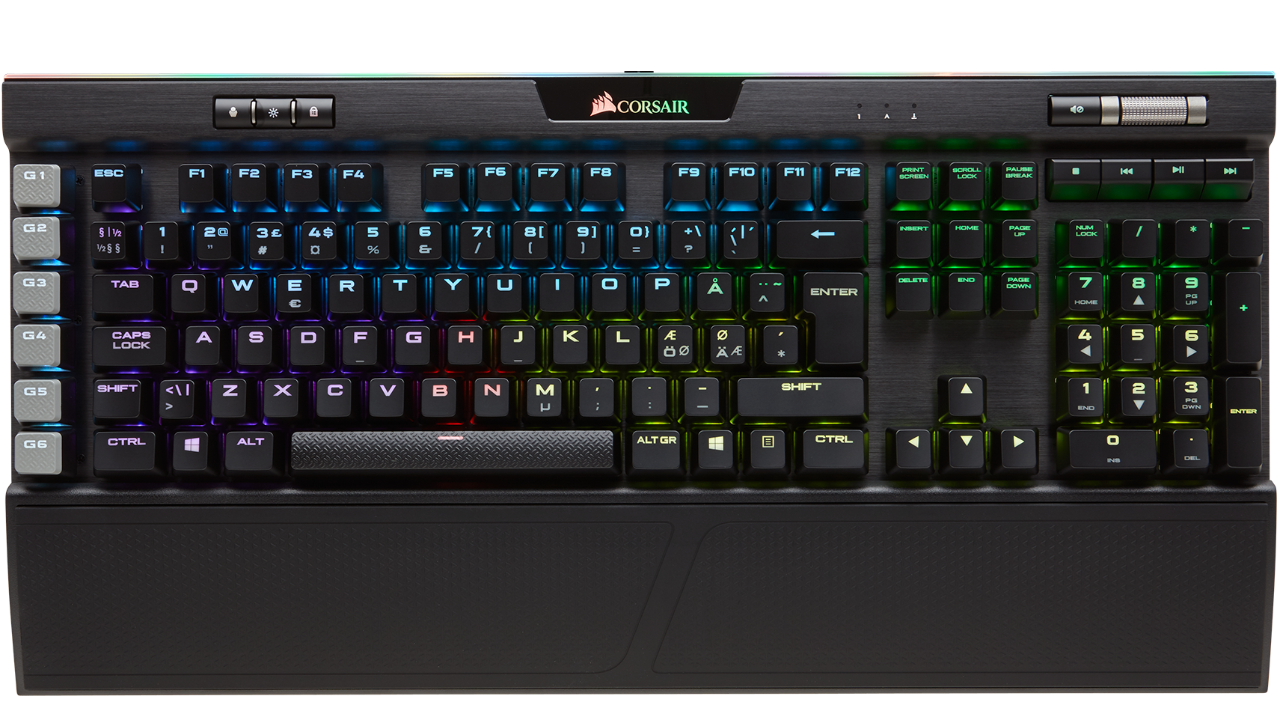 CORSAIR
G1 ESC F1 F2 F3 F4 F5 F6 F7 F8 F9 F10 F11 F12 PRINT SCREEN SCROLL LOCK PAUSE BREAK
G2 § | ½ 1 2 @ 3 £ 4 $ 5 6 7 { 8 [ 9 ] 0 } + \ ´ | ` INSERT HOME PAGE UP NUM LOCK / * -
½ § § ! " # ¤ % & / ( ) = ?
G3 TAB Q W E R T Y U I O P Å ¨ ~ ENTER DELETE END PAGE DOWN 7 8 9 +
€ ^ HOME PG UP
G4 CAPS LOCK A S D F G H J K L Æ Ø ' 4 5 6
_ _ Ö Ø Ä Æ * _
G5 SHIFT < \ | Z X C V B N M , . - SHIFT 1 2 3 ENTER
> µ ; : _ END PG DWN
G6 CTRL ALT ALT GR CTRL 0 .
INS DEL